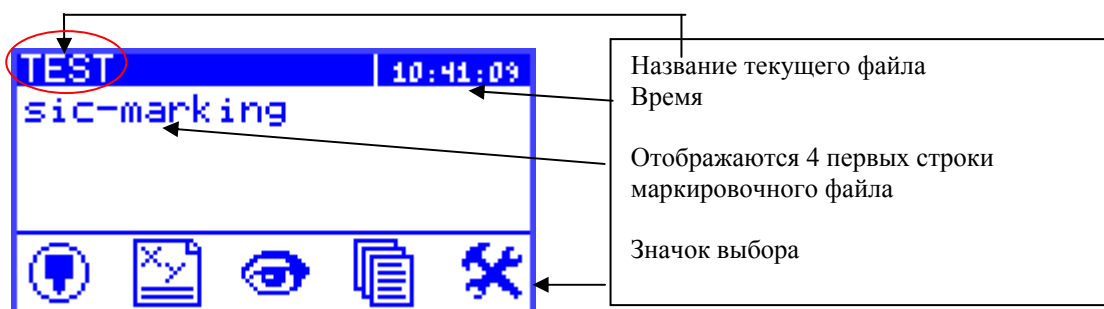 TEST
10:41:09
sic-marking
X Y
Название текущего файла
Время
Отображаются 4 первых строки
маркировочного файла
Значок выбора